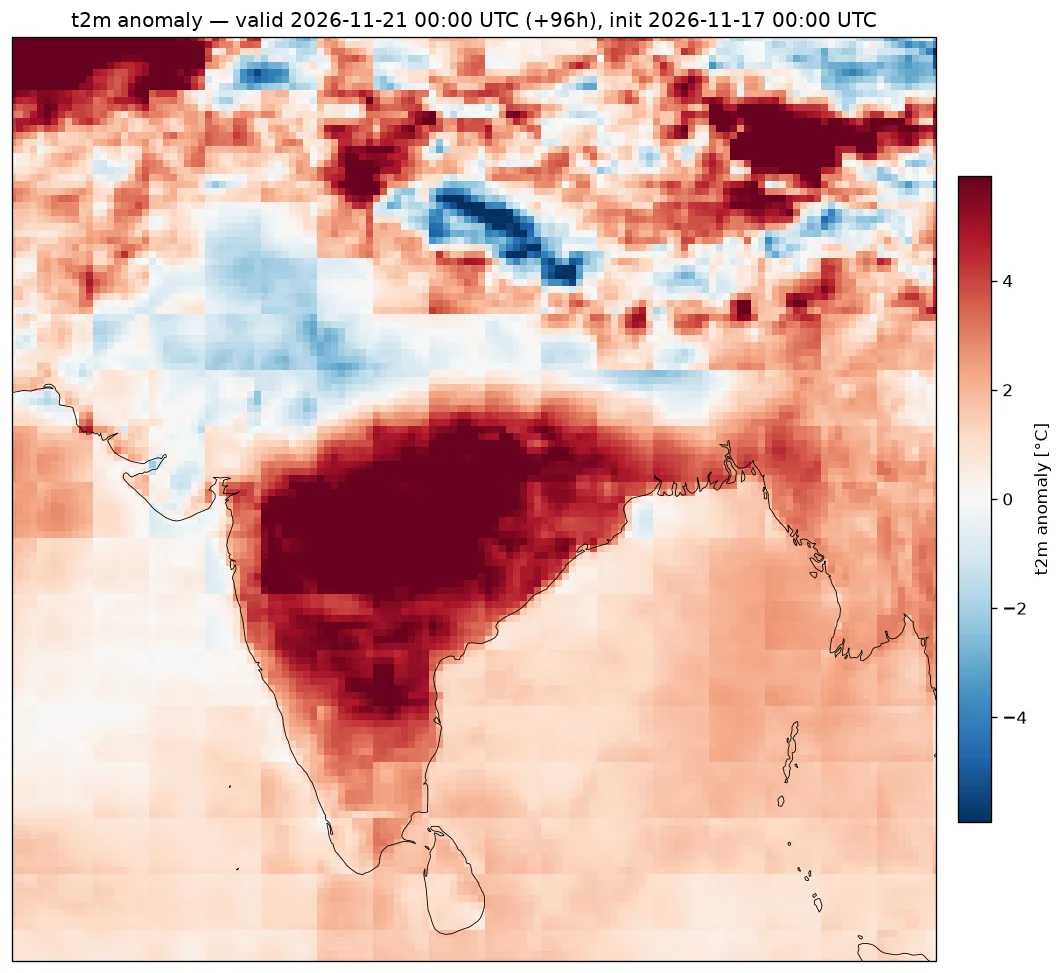 t2m anomaly — valid 2026-11-21 00:00 UTC (+96h), init 2026-11-17 00:00 UTC
4
2
0
−2
−4
t2m anomaly [°C]